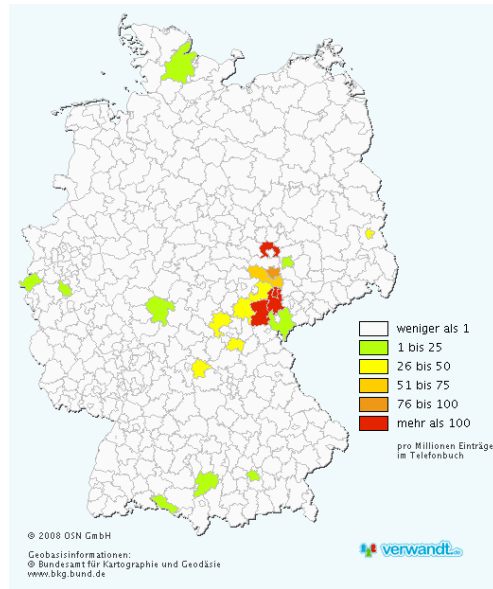 weniger als 1
1 bis 25
26 bis 50
51 bis 75
76 bis 100
mehr als 100
pro Millionen Einträge
im Telefonbuch
© 2008 OSN GmbH
Geobasisinformationen:
© Bundesamt für Kartographie und Geodäsie
www.bkg.bund.de
verwandt.de